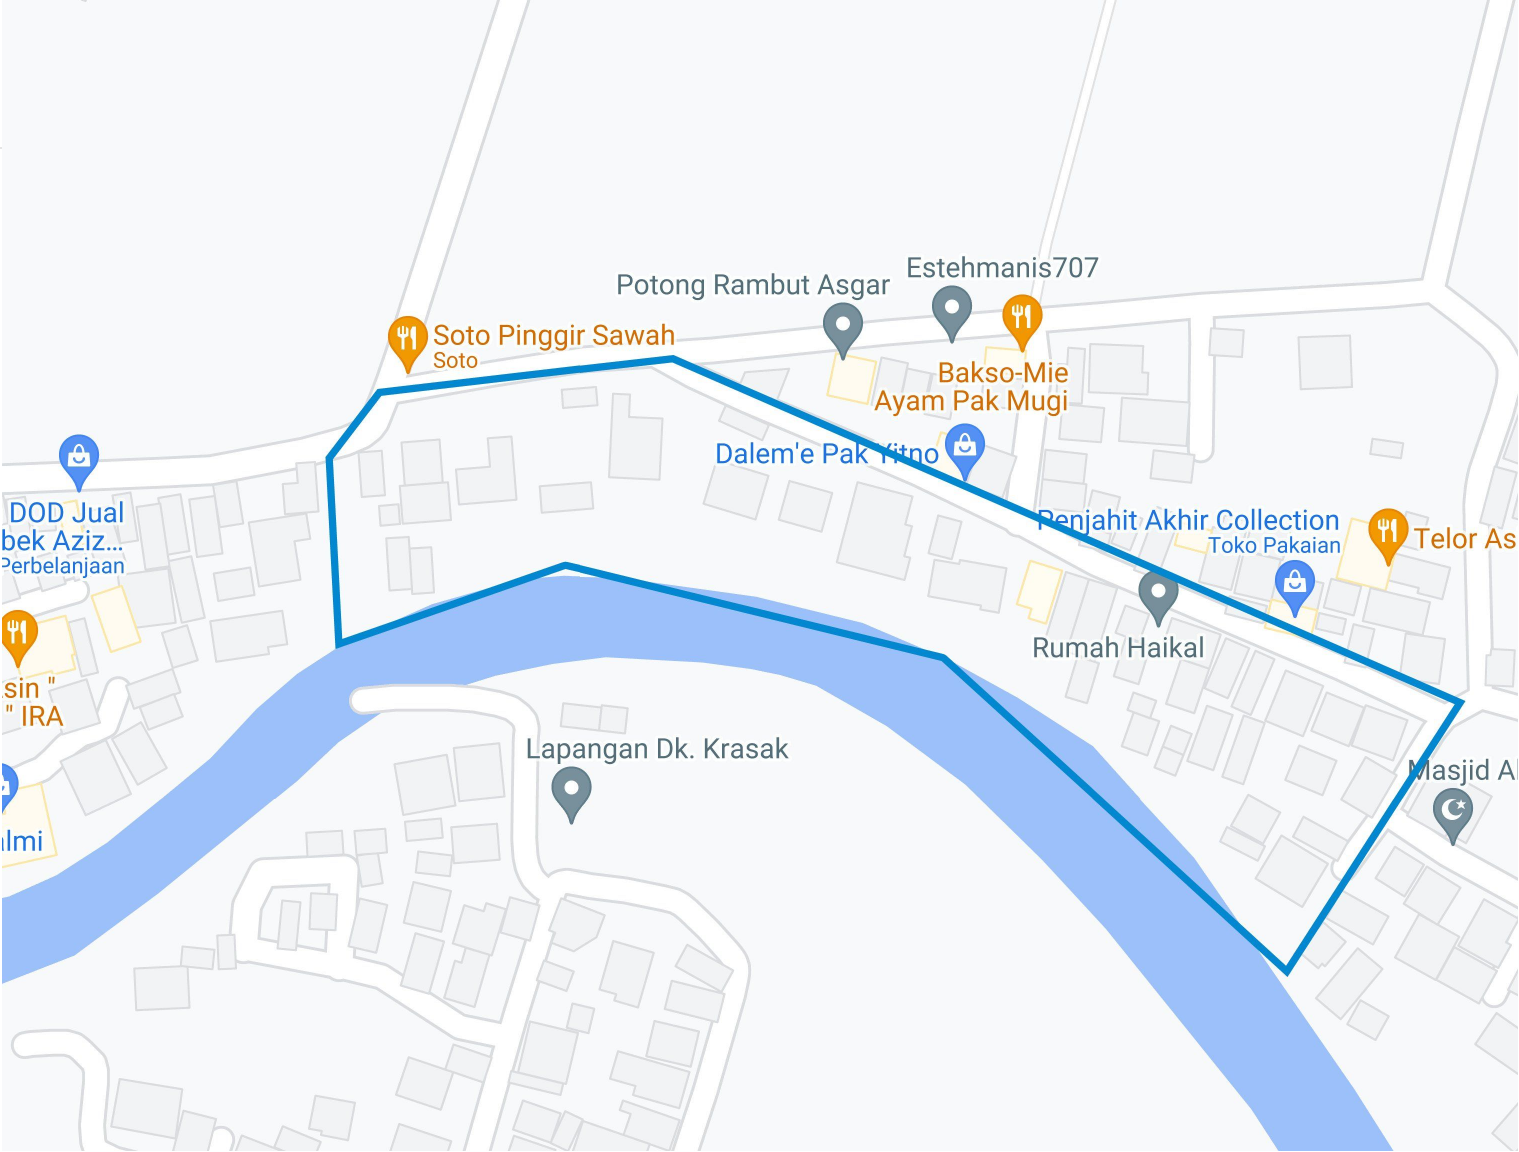 Estehmanis707
Potong Rambut Asgar
Soto Pinggir Sawah
Soto
Bakso-Mie
Ayam Pak Mugi
Dalem'e Pak Yitno
DOD Jual
bek Aziz...
Perbelanjaan
Penjahit Akhir Collection
Toko Pakaian
Telor As
Rumah Haikal
sin "
" IRA
Lapangan Dk. Krasak
Masjid Al
almi